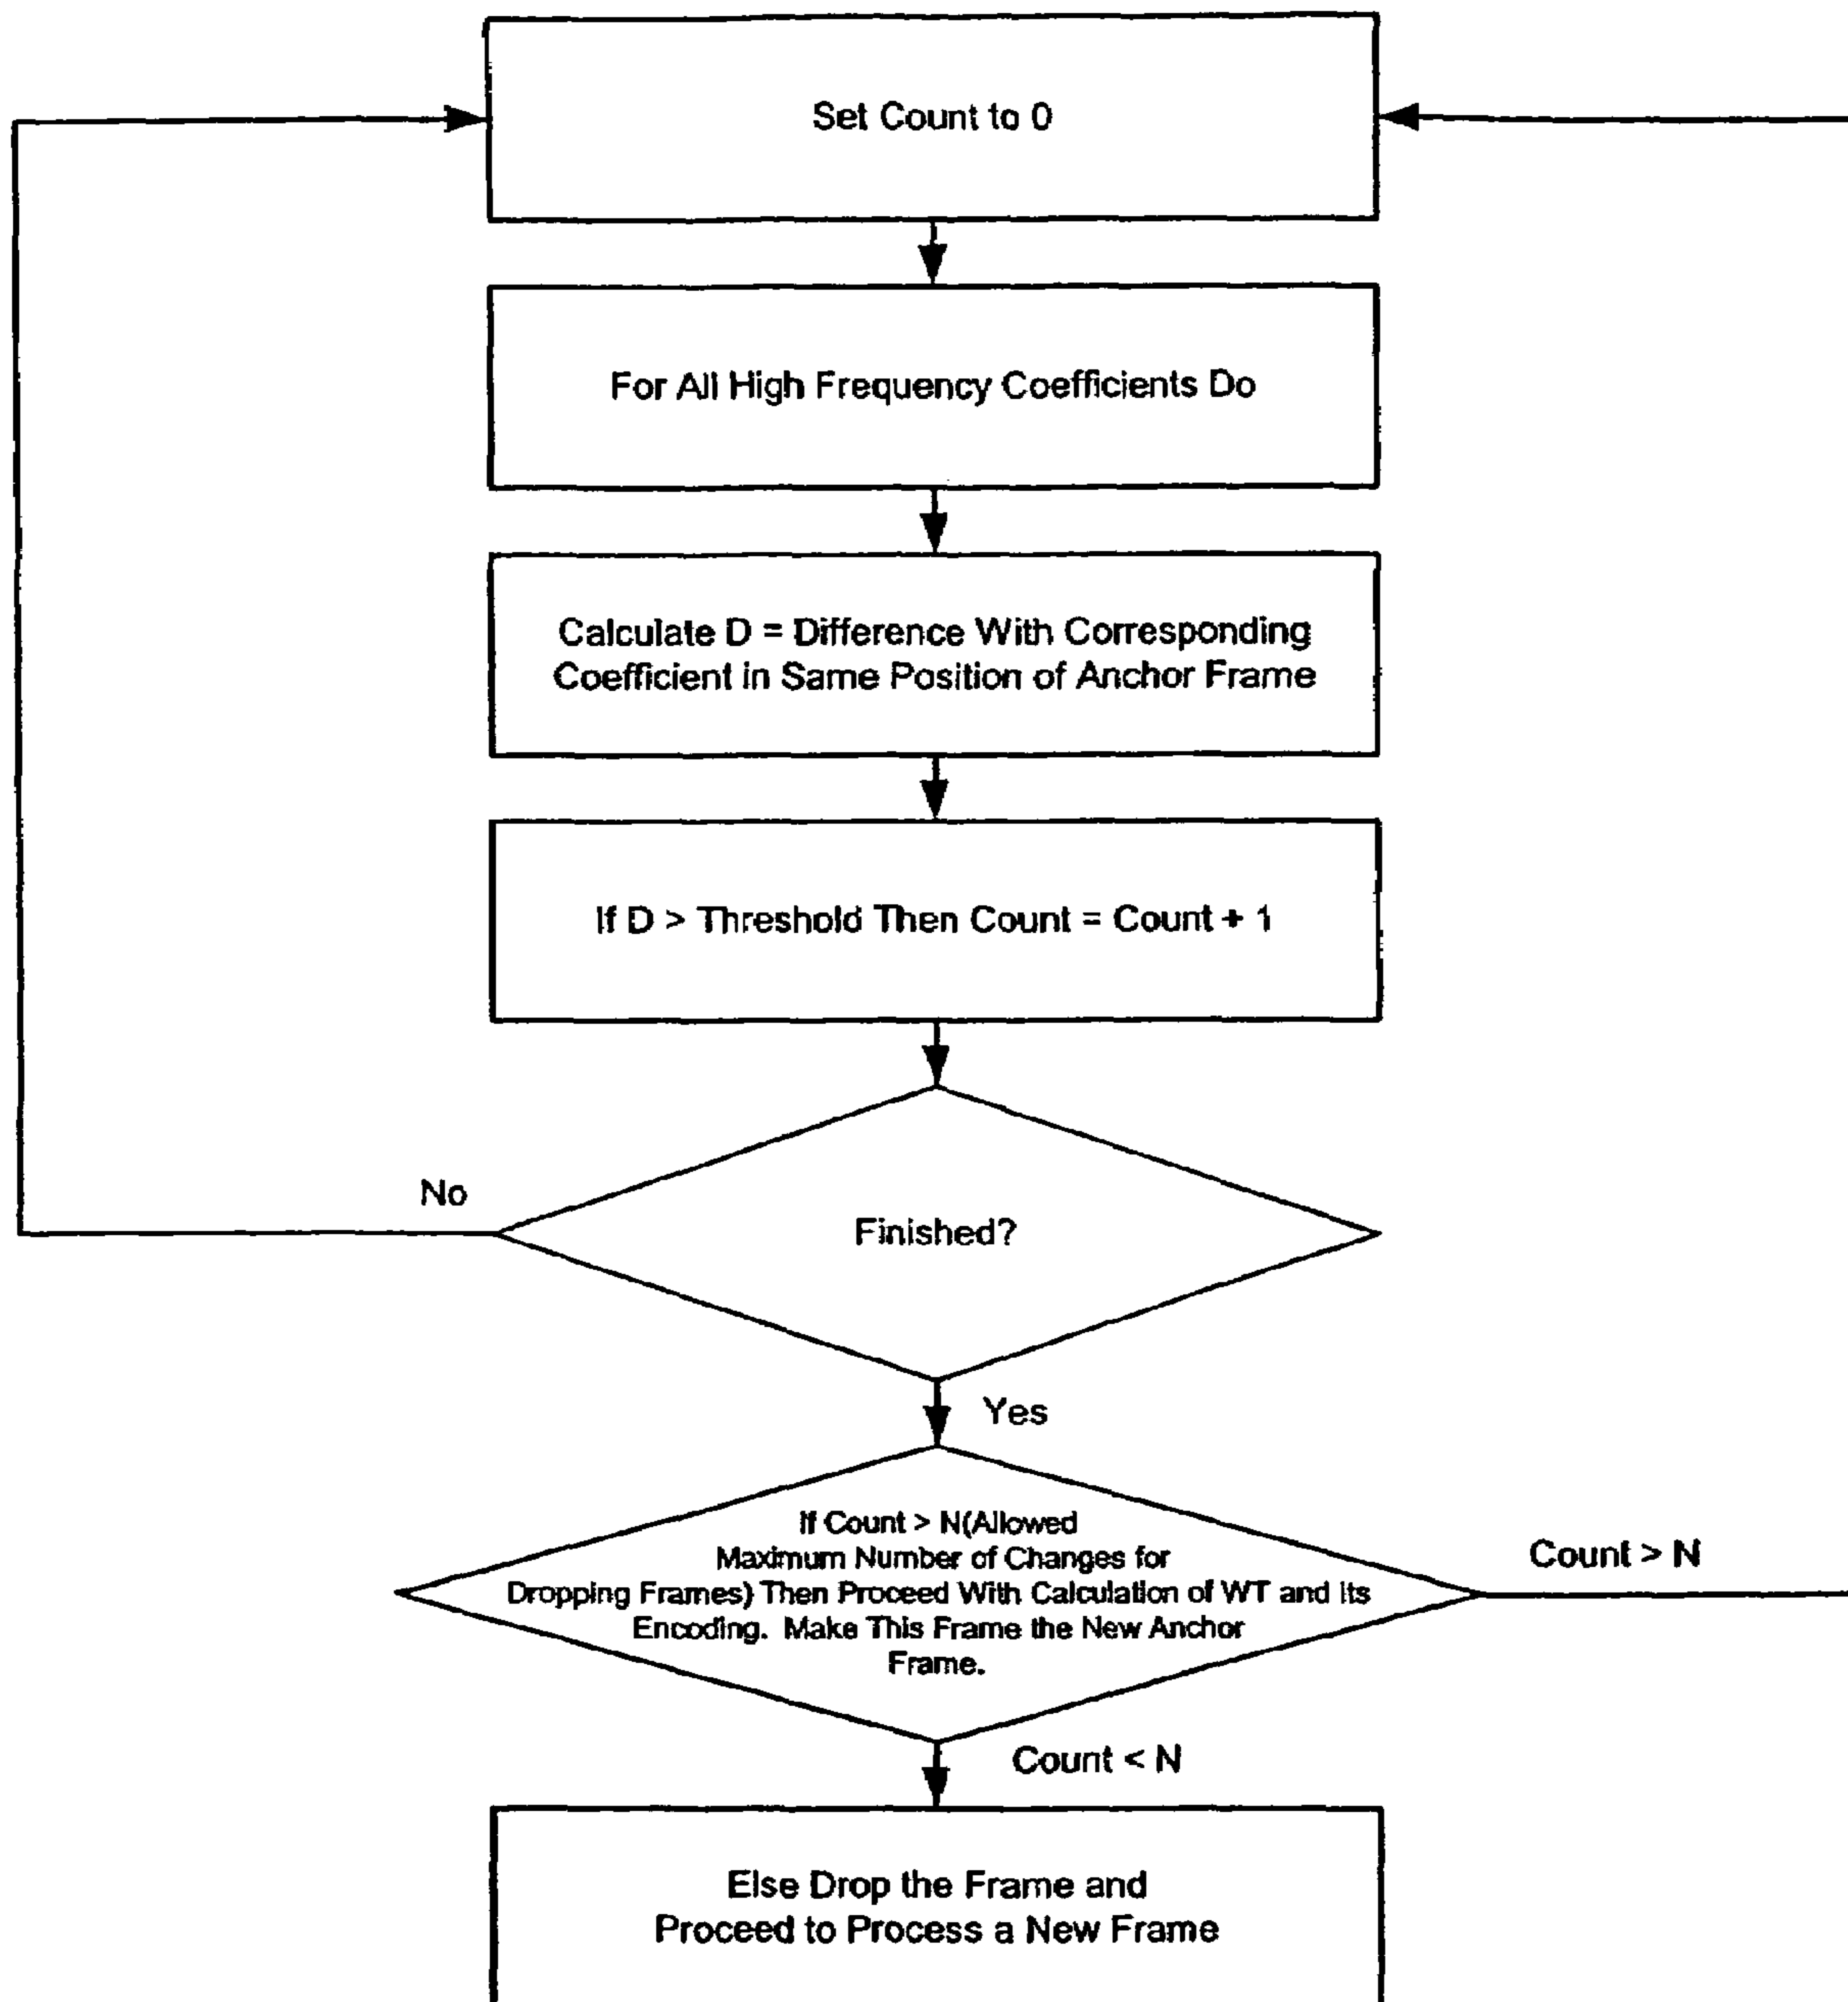 Set Count to 0
For All High Frequency Coefficients Do
Calculate D = Difference With Corresponding
Coefficient in Same Position of Anchor Frame
If D > Threshold Then Count = Count + 1
No
Finished?
Yes
If Count > N(Allowed
Maximum Number of Changes for
Dropping Frames) Then Proceed With Calculation of WT and its
Encoding. Make This Frame the New Anchor
Frame.
Count > N
Count < N
Else Drop the Frame and
Proceed to Process a New Frame